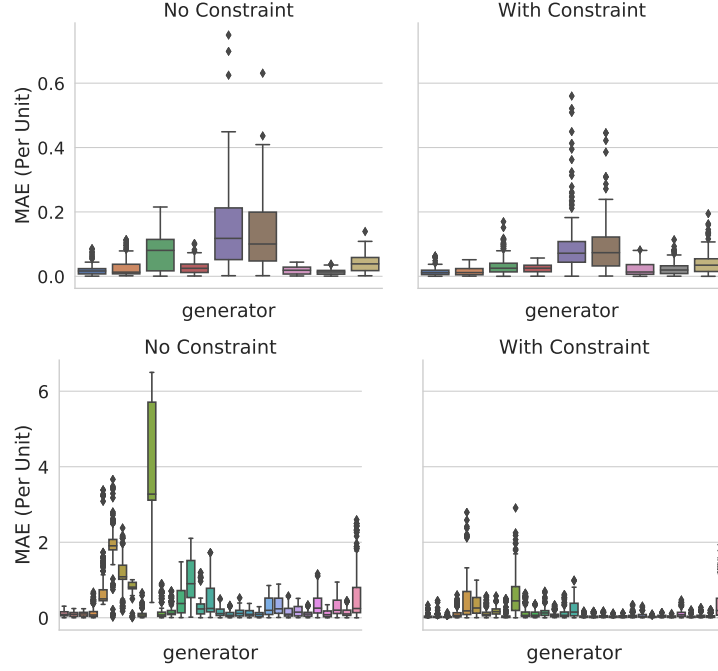 No Constraint
With Constraint
MAE (Per Unit)
0.6
0.4
0.2
0.0
generator
generator
No Constraint
With Constraint
MAE (Per Unit)
6
4
2
0
generator
generator